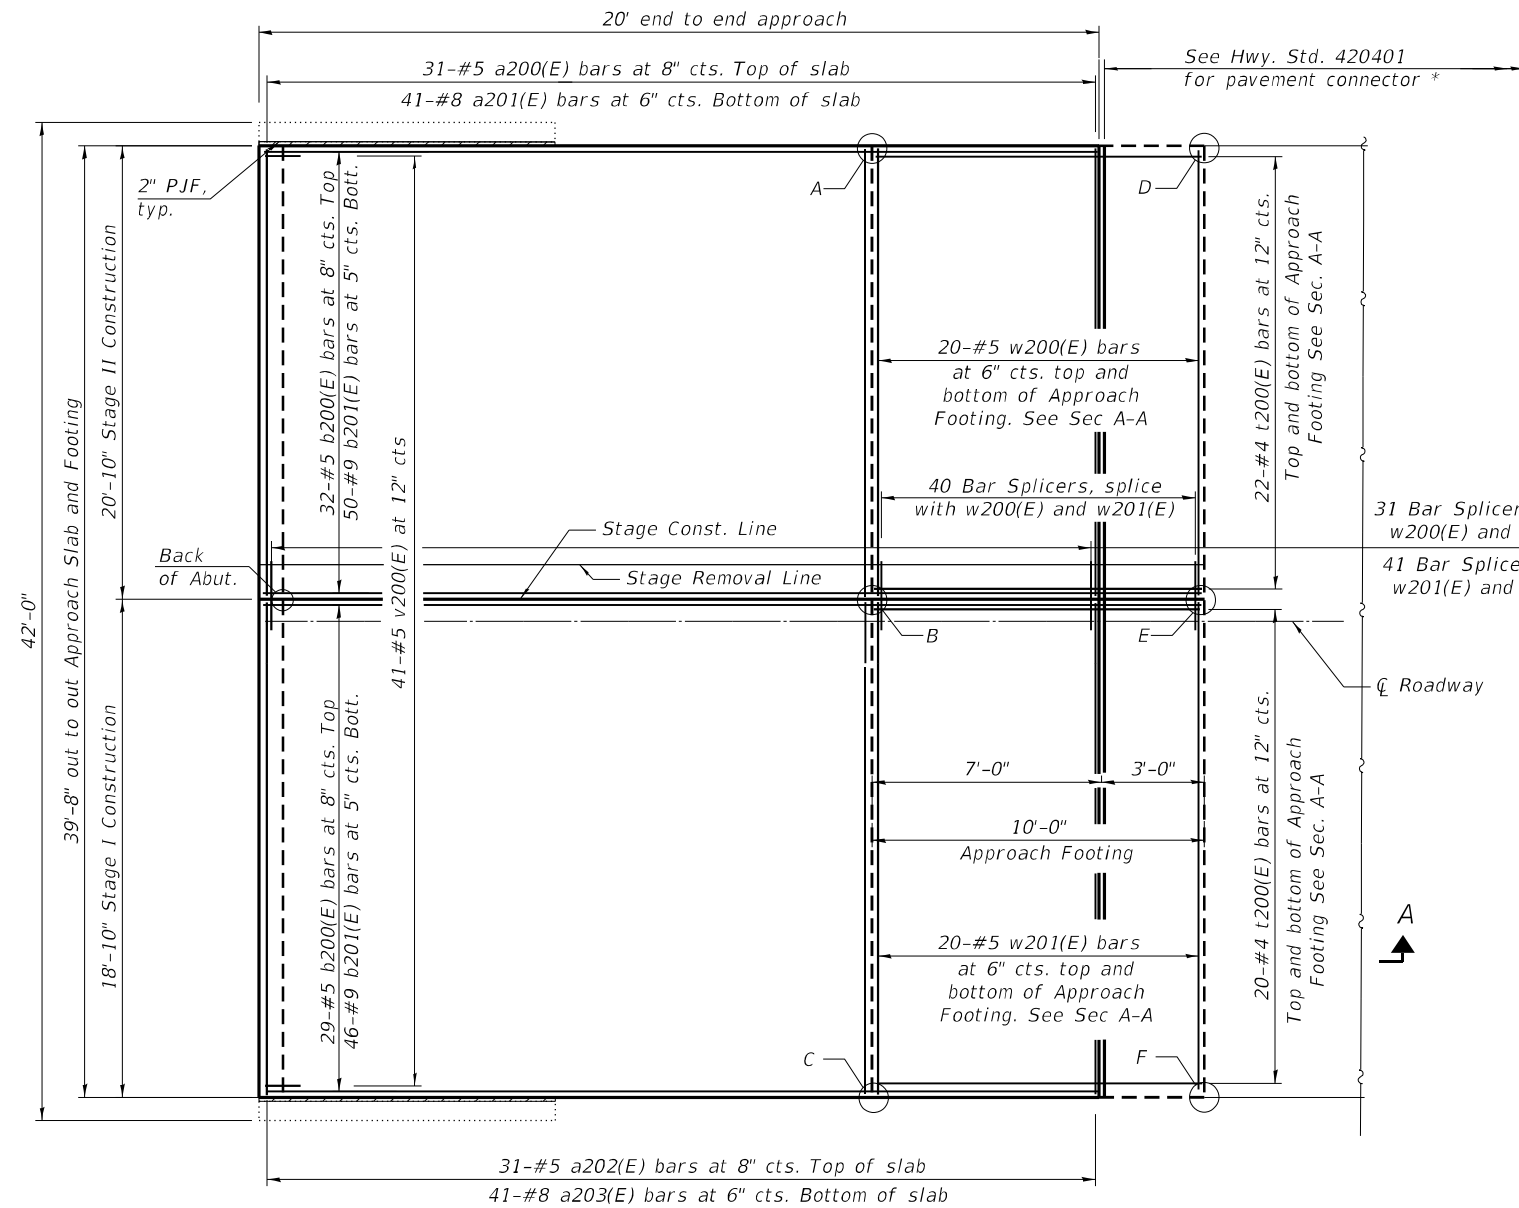 20' end to end approach
31-#5 a200(E) bars at 8" cts. Top of slab
41-#8 a201(E) bars at 6" cts. Bottom of slab
See Hwy. Std. 420401
for pavement connector *
2" PJF,
typ.
A
D
42'-0"
39'-8" out to out Approach Slab and Footing
20'-10" Stage II Construction
18'-10" Stage I Construction
32-#5 b200(E) bars at 8" cts. Top
50-#9 b201(E) bars at 5" cts. Bott.
41-#5 v200(E) at 12" cts
22-#4 t200(E) bars at 12" cts.
Top and bottom of Approach
Footing See Sec. A-A
20-#5 w200(E) bars
at 6" cts. top and
bottom of Approach
Footing. See Sec A-A
40 Bar Splicers, splice
with w200(E) and w201(E)
31 Bar Splicer
w200(E) and
41 Bar Splice
w201(E) and
Stage Const. Line
Stage Removal Line
Back
of Abut.
B
E
℄ Roadway
29-#5 b200(E) bars at 8" cts. Top
46-#9 b201(E) bars at 5" cts. Bott.
20-#4 t200(E) bars at 12" cts.
Top and bottom of Approach
Footing See Sec. A-A
7'-0"
3'-0"
10'-0"
Approach Footing
A
20-#5 w201(E) bars
at 6" cts. top and
bottom of Approach
Footing. See Sec A-A
C
F
31-#5 a202(E) bars at 8" cts. Top of slab
41-#8 a203(E) bars at 6" cts. Bottom of slab